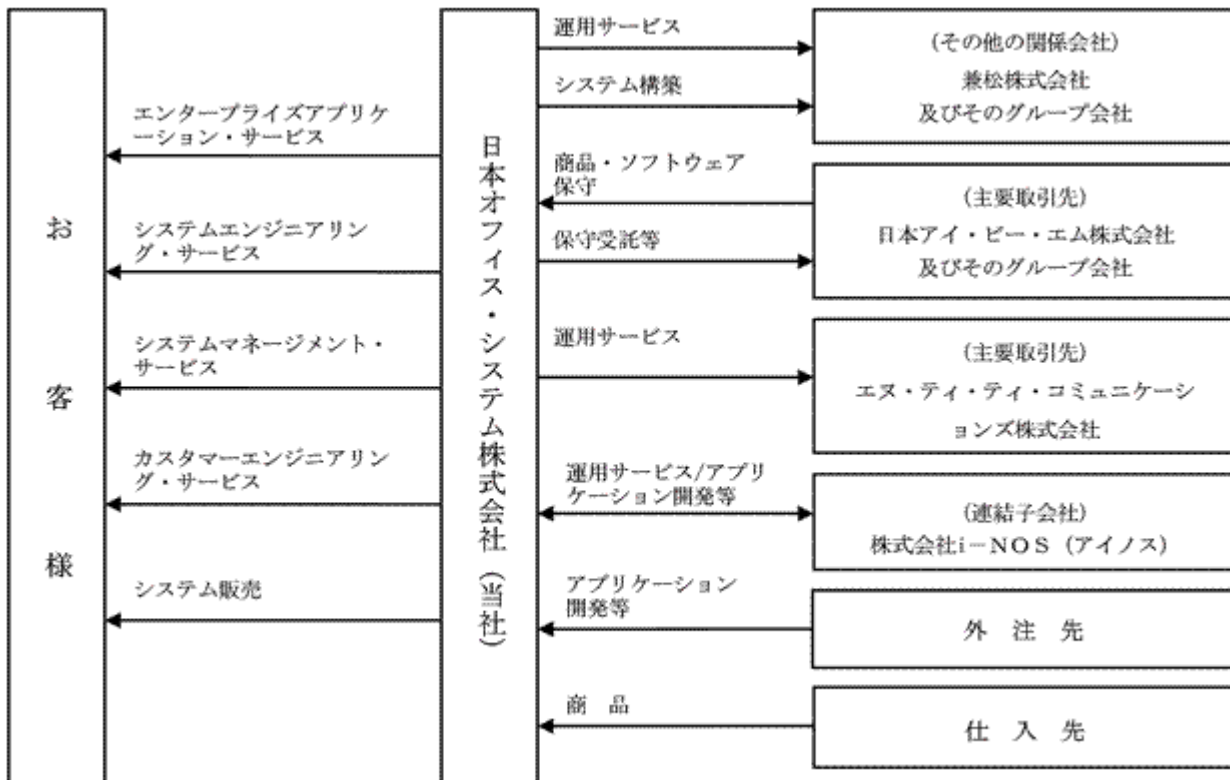 お客様
エンタープライズアプリケ
ーション・サービス
システムエンジニアリン
グ・サービス
システムマネージメント・
サービス
カスタマーエンジニアリン
グ・サービス
システム販売
日本オフィス・システム株式会社(当社)
運用サービス
システム構築
商品・ソフトウェア
保守
保守受託等
運用サービス
運用サービス/アプリ
ケーション開発等
アプリケーション
開発等
商 品
(その他の関係会社)
兼松株式会社
及びそのグループ会社
(主要取引先)
日本アイ・ビー・エム株式会社
及びそのグループ会社
(主要取引先)
エヌ・ティ・ティ・コミュニケーシ
ョンズ株式会社
(連結子会社)
株式会社i-NOS(アイノス)
外 注 先
仕 入 先